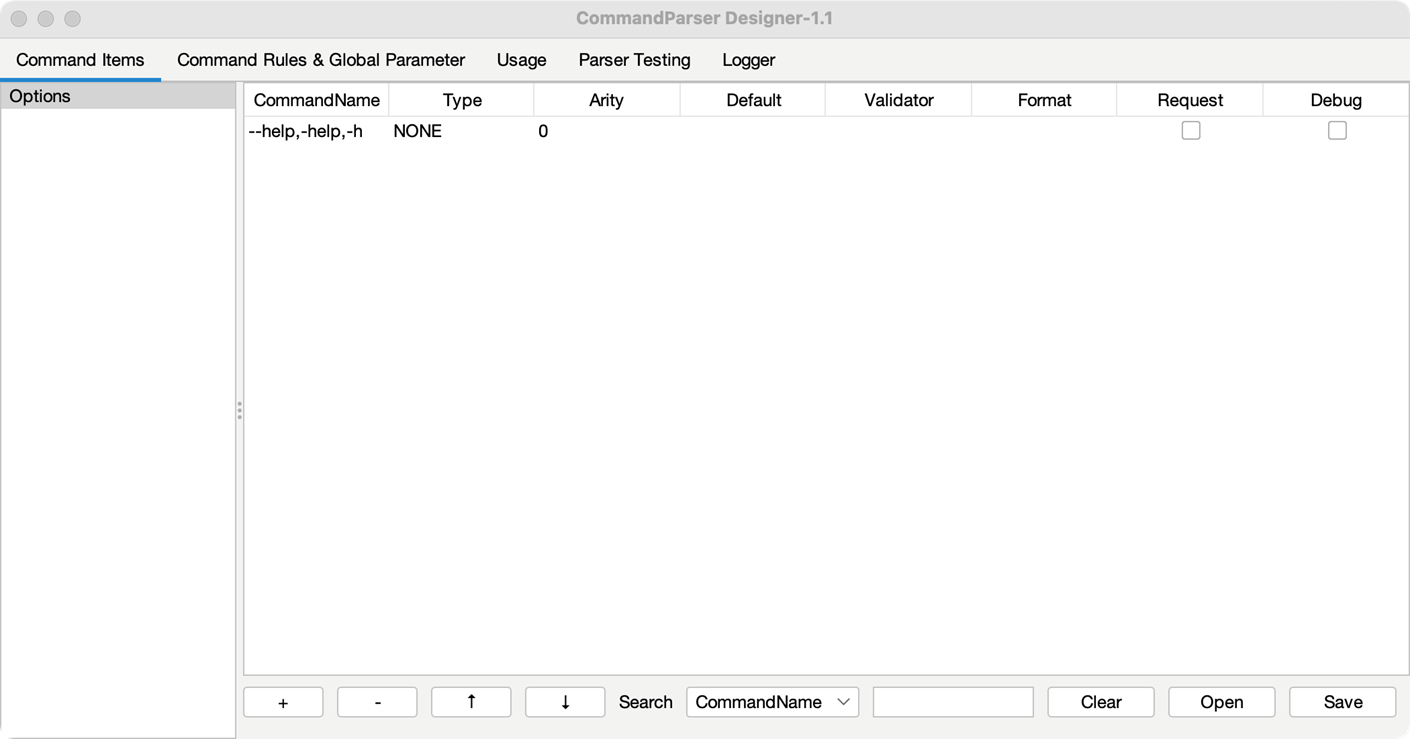 CommandParser Designer-1.1
Command Items Command Rules & Global Parameter Usage Parser Testing Logger
Options
CommandName Type Arity Default Validator Format Request Debug
--help,-help,-h NONE 0
+ - ↑ ↓ Search CommandName Clear Open Save